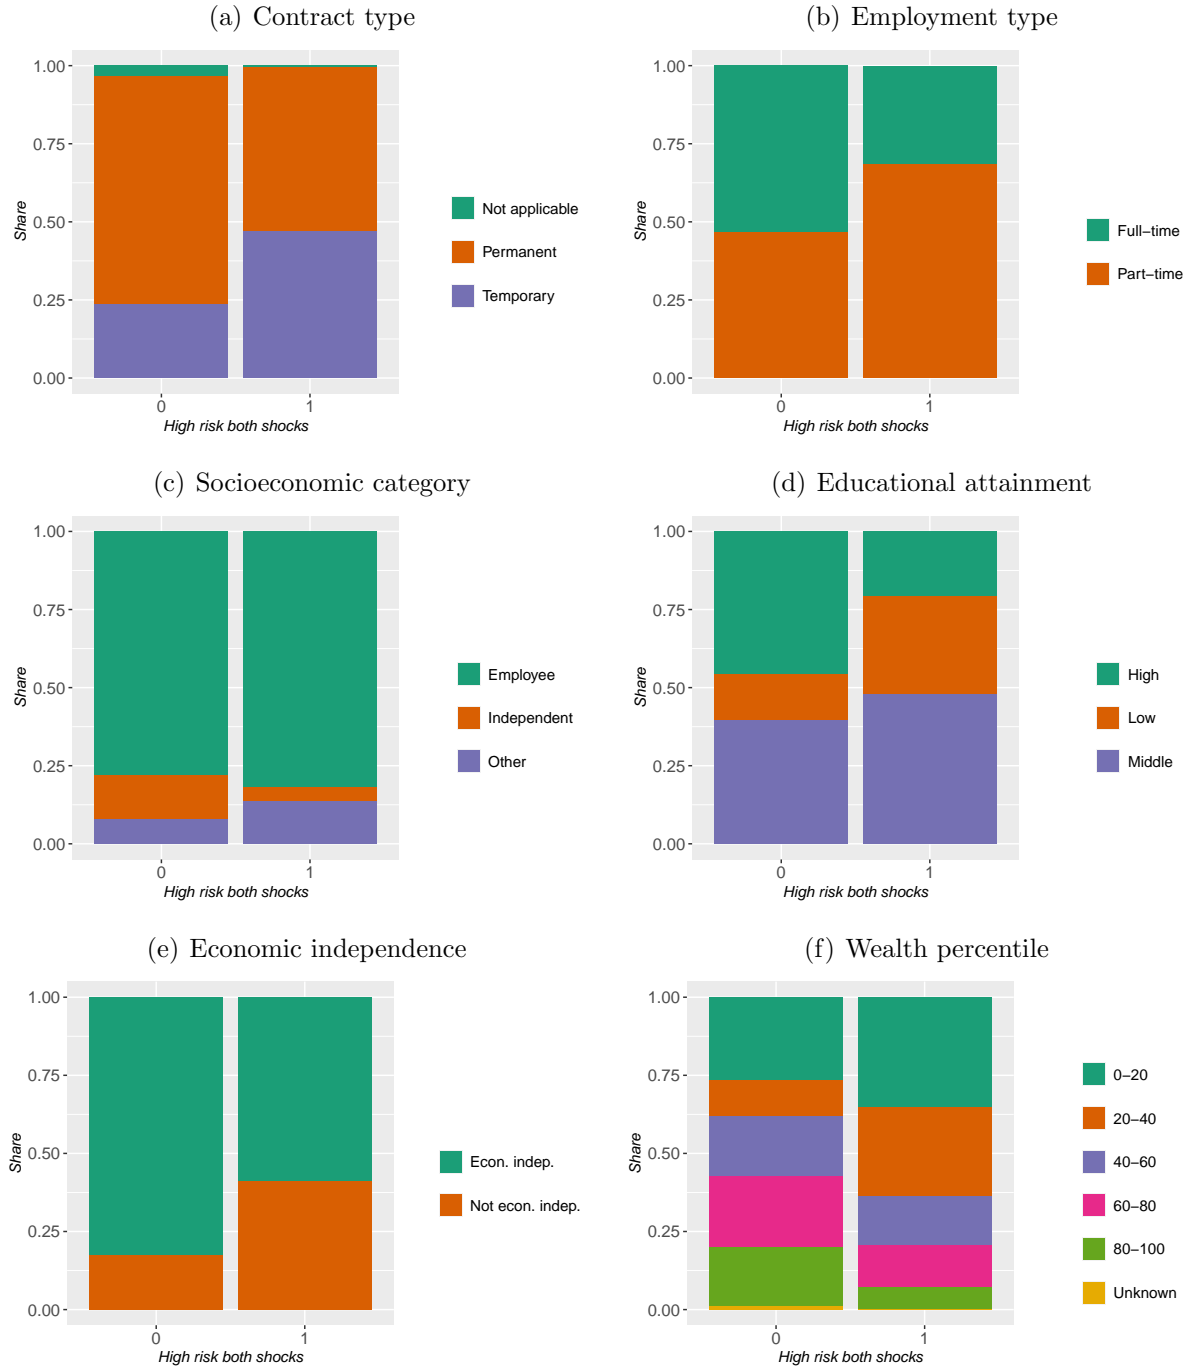 (a) Contract type
1.00
0.75
0.50
0.25
0.00
Share
0 1
High risk both shocks
Not applicable
Permanent
Temporary
(b) Employment type
1.00
0.75
0.50
0.25
0.00
Share
0 1
High risk both shocks
Full−time
Part−time
(c) Socioeconomic category
1.00
0.75
0.50
0.25
0.00
Share
0 1
High risk both shocks
Employee
Independent
Other
(d) Educational attainment
1.00
0.75
0.50
0.25
0.00
Share
0 1
High risk both shocks
High
Low
Middle
(e) Economic independence
1.00
0.75
0.50
0.25
0.00
Share
0 1
High risk both shocks
Econ. indep.
Not econ. indep.
(f) Wealth percentile
1.00
0.75
0.50
0.25
0.00
Share
0 1
High risk both shocks
0−20
20−40
40−60
60−80
80−100
Unknown